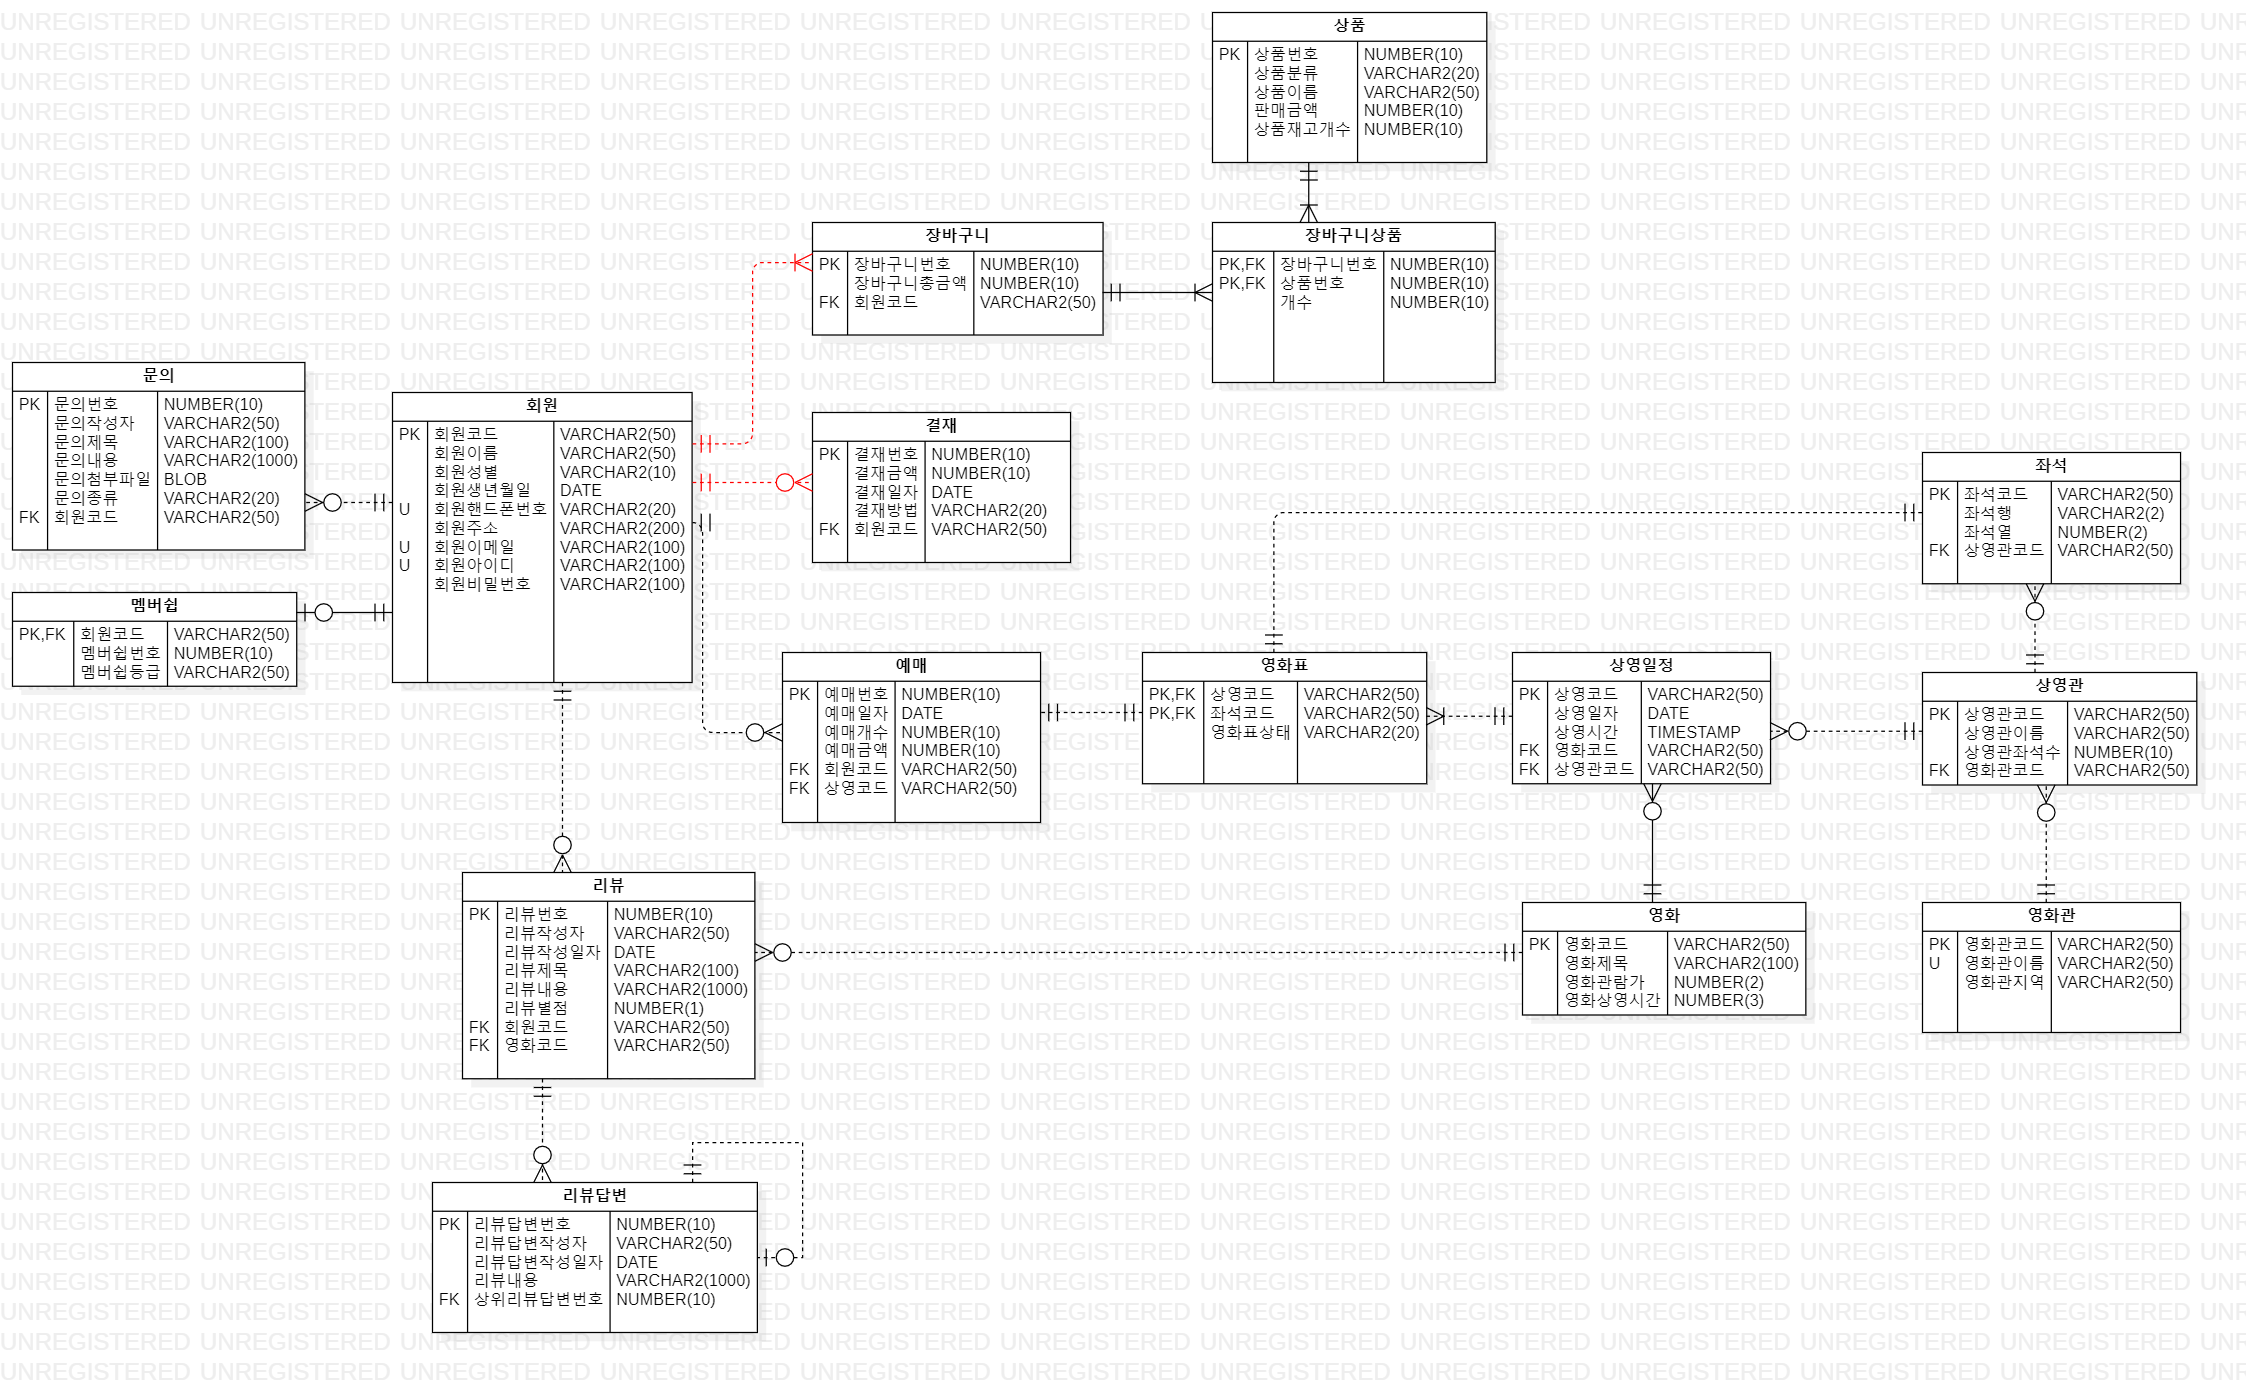 상품
PK 상품번호 NUMBER(10)
상품분류 VARCHAR2(20)
상품이름 VARCHAR2(50)
판매금액 NUMBER(10)
상품재고개수 NUMBER(10)
장바구니
PK 장바구니번호 NUMBER(10)
장바구니총금액 NUMBER(10)
FK 회원코드 VARCHAR2(50)
장바구니상품
PK,FK 장바구니번호 NUMBER(10)
PK,FK 상품번호 NUMBER(10)
개수 NUMBER(10)
문의
PK 문의번호 NUMBER(10)
문의작성자 VARCHAR2(50)
문의제목 VARCHAR2(100)
문의내용 VARCHAR2(1000)
문의첨부파일 BLOB
문의종류 VARCHAR2(20)
FK 회원코드 VARCHAR2(50)
회원
PK 회원코드 VARCHAR2(50)
회원이름 VARCHAR2(50)
회원성별 VARCHAR2(10)
회원생년월일 DATE
U 회원핸드폰번호 VARCHAR2(20)
회원주소 VARCHAR2(200)
U 회원이메일 VARCHAR2(100)
U 회원아이디 VARCHAR2(100)
회원비밀번호 VARCHAR2(100)
결재
PK 결재번호 NUMBER(10)
결재금액 NUMBER(10)
결재일자 DATE
결재방법 VARCHAR2(20)
FK 회원코드 VARCHAR2(50)
좌석
PK 좌석코드 VARCHAR2(50)
좌석행 VARCHAR2(2)
좌석열 NUMBER(2)
FK 상영관코드 VARCHAR2(50)
멤버쉽
PK,FK 회원코드 VARCHAR2(50)
멤버쉽번호 NUMBER(10)
멤버쉽등급 VARCHAR2(50)
예매
PK 예매번호 NUMBER(10)
예매일자 DATE
예매개수 NUMBER(10)
예매금액 NUMBER(10)
FK 회원코드 VARCHAR2(50)
FK 상영코드 VARCHAR2(50)
영화표
PK,FK 상영코드 VARCHAR2(50)
PK,FK 좌석코드 VARCHAR2(50)
영화표상태 VARCHAR2(20)
상영일정
PK 상영코드 VARCHAR2(50)
상영일자 DATE
상영시간 TIMESTAMP
FK 영화코드 VARCHAR2(50)
FK 상영관코드 VARCHAR2(50)
상영관
PK 상영관코드 VARCHAR2(50)
상영관이름 VARCHAR2(50)
상영관좌석수 NUMBER(10)
FK 영화관코드 VARCHAR2(50)
리뷰
PK 리뷰번호 NUMBER(10)
리뷰작성자 VARCHAR2(50)
리뷰작성일자 DATE
리뷰제목 VARCHAR2(100)
리뷰내용 VARCHAR2(1000)
리뷰별점 NUMBER(1)
FK 회원코드 VARCHAR2(50)
FK 영화코드 VARCHAR2(50)
영화
PK 영화코드 VARCHAR2(50)
영화제목 VARCHAR2(100)
영화관람가 NUMBER(2)
영화상영시간 NUMBER(3)
영화관
PK 영화관코드 VARCHAR2(50)
U 영화관이름 VARCHAR2(50)
영화관지역 VARCHAR2(50)
리뷰답변
PK 리뷰답변번호 NUMBER(10)
리뷰답변작성자 VARCHAR2(50)
리뷰답변작성일자 DATE
리뷰내용 VARCHAR2(1000)
FK 상위리뷰답변번호 NUMBER(10)
UNREGISTERED